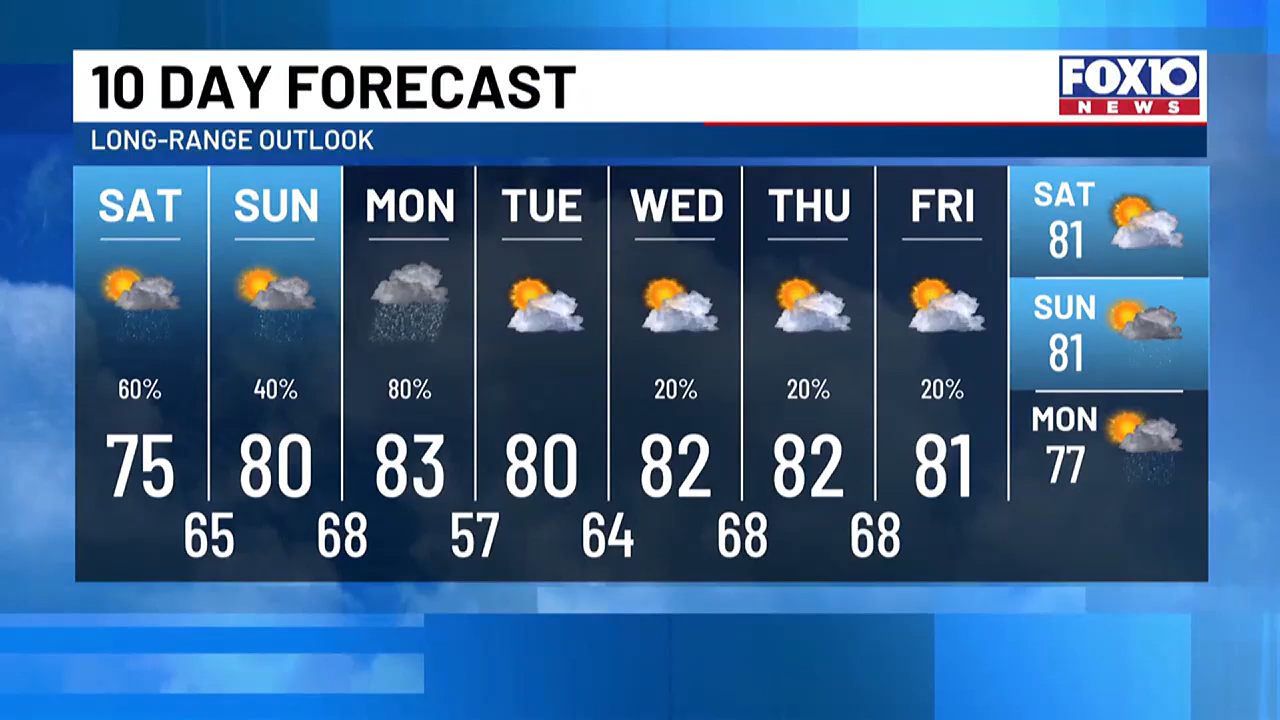 10 DAY FORECAST
FOX10
NEWS
LONG-RANGE OUTLOOK
SAT SUN MON TUE WED THU FRI
60% 40% 80% 20% 20% 20%
75 80 83 80 82 82 81
65 68 57 64 68 68
SAT
81
SUN
81
MON
77